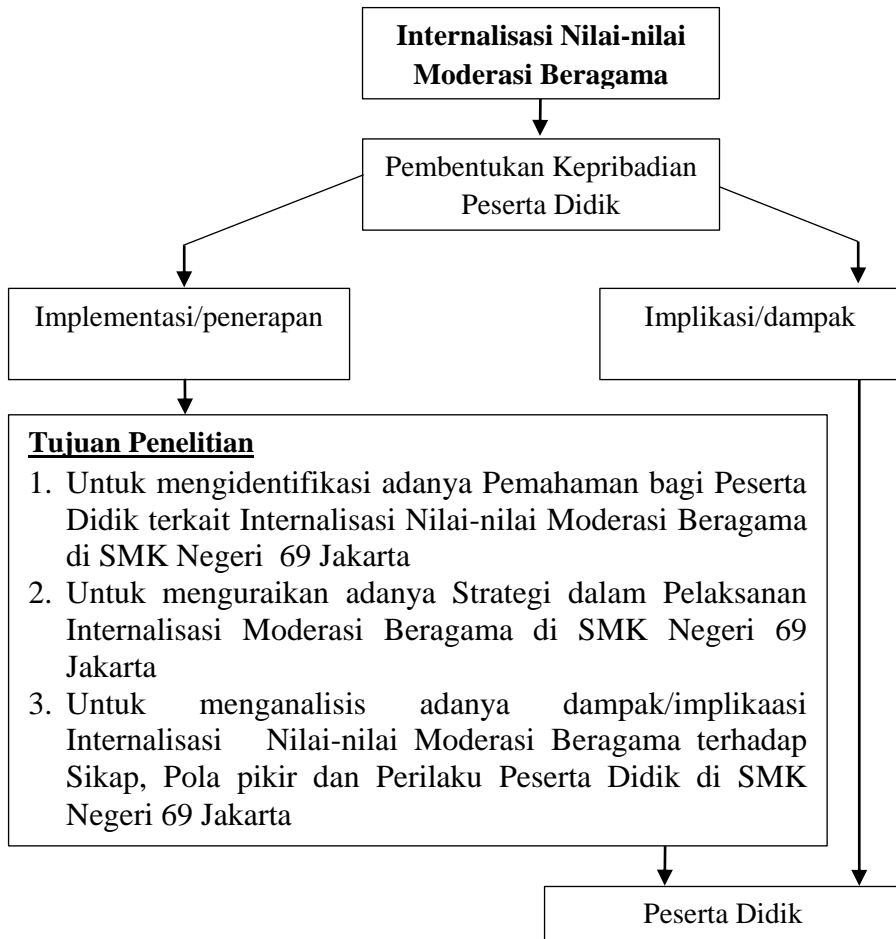 Internalisasi Nilai-nilai
Moderasi Beragama
Pembentukan Kepribadian
Peserta Didik
Implementasi/penerapan
Implikasi/dampak
Tujuan Penelitian
1. Untuk mengidentifikasi adanya Pemahaman bagi Peserta
Didik terkait Internalisasi Nilai-nilai Moderasi Beragama
di SMK Negeri 69 Jakarta
2. Untuk menguraikan adanya Strategi dalam Pelaksanan
Internalisasi Moderasi Beragama di SMK Negeri 69
Jakarta
3. Untuk menganalisis adanya dampak/implikaasi
Internalisasi Nilai-nilai Moderasi Beragama terhadap
Sikap, Pola pikir dan Perilaku Peserta Didik di SMK
Negeri 69 Jakarta
Peserta Didik